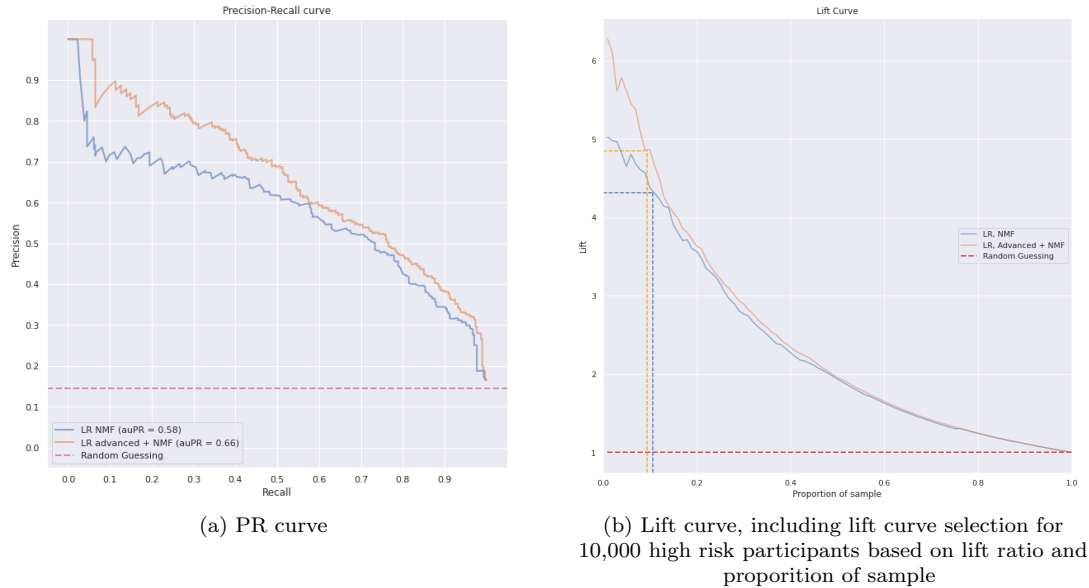 Precision-Recall curve
0.9
0.8
0.7
0.6
0.5
0.4
0.3
0.2
0.1
0.0
Precision
LR NMF (auPR = 0.58)
LR advanced + NMF (auPR = 0.66)
Random Guessing
0.0 0.1 0.2 0.3 0.4 0.5 0.6 0.7 0.8 0.9
Recall
(a) PR curve
Lift Curve
6
5
4
3
2
1
Lift
LR, NMF
LR, Advanced + NMF
Random Guessing
0.0 0.2 0.4 0.6 0.8 1.0
Proportion of sample
(b) Lift curve, including lift curve selection for
10,000 high risk participants based on lift ratio and
proporition of sample